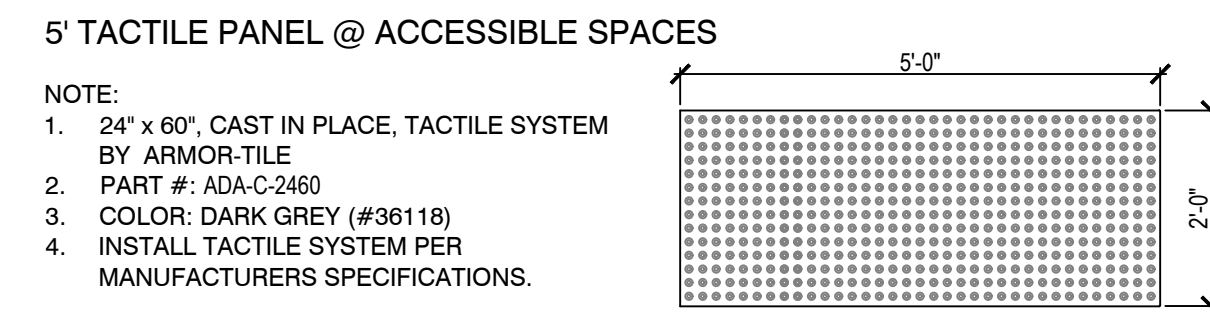 5' TACTILE PANEL @ ACCESSIBLE SPACES
NOTE:
1. 24" x 60", CAST IN PLACE, TACTILE SYSTEM
BY ARMOR-TILE
2. PART #: ADA-C-2460
3. COLOR: DARK GREY (#36118)
4. INSTALL TACTILE SYSTEM PER
MANUFACTURERS SPECIFICATIONS.
5'-0"
2'-0"